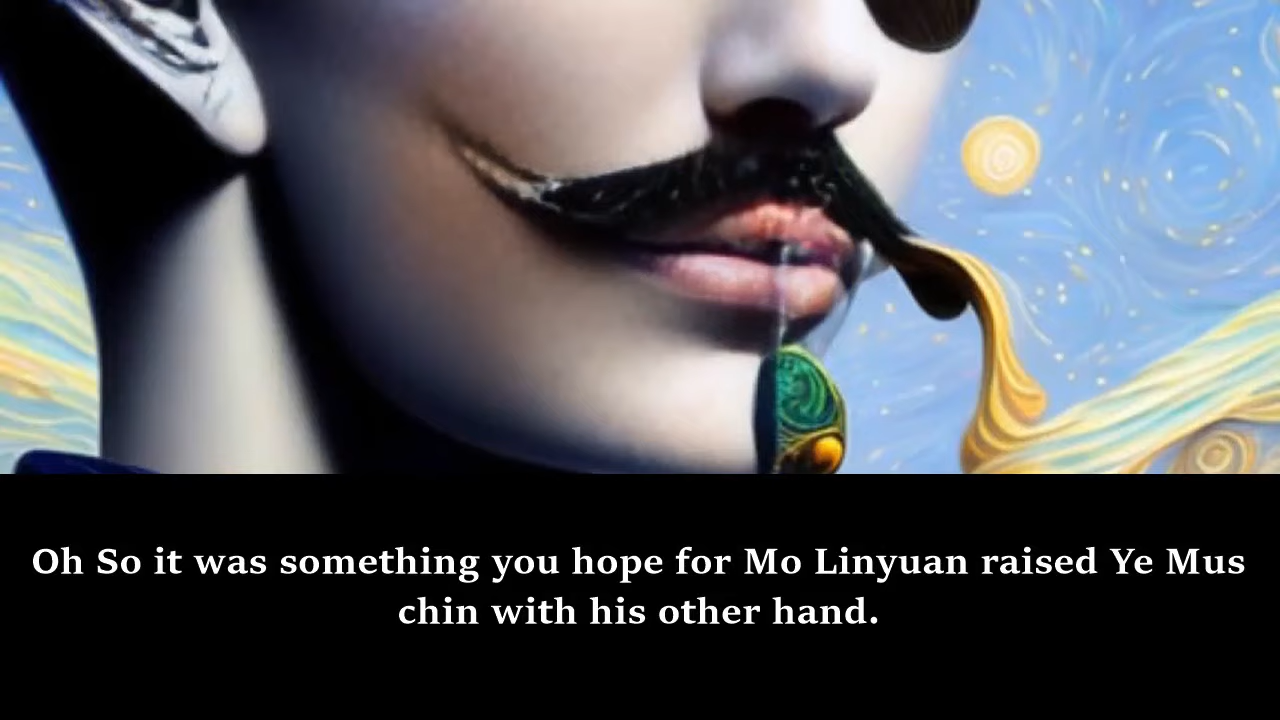 Oh So it was something you hope for Mo Linyuan raised Ye Mus
chin with his other hand.